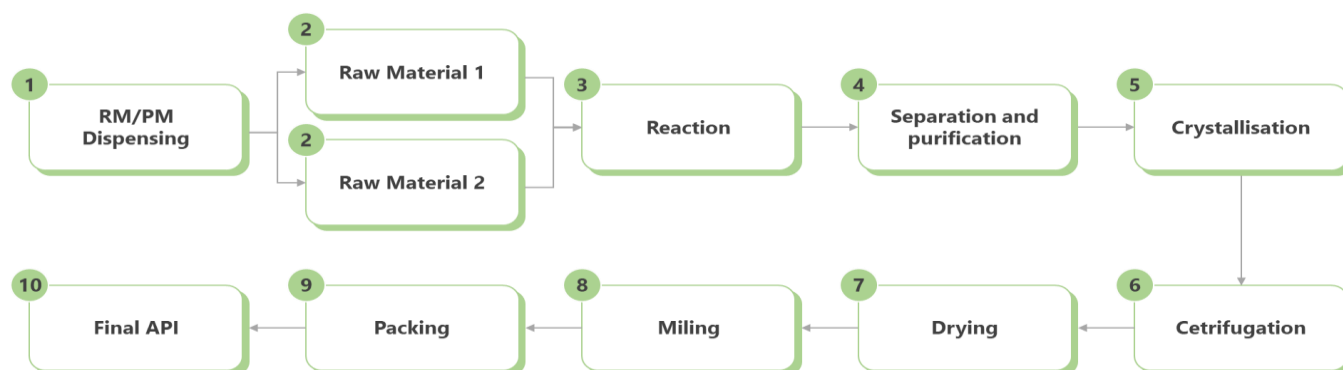 1
RM/PM
Dispensing
2
Raw Material 1
2
Raw Material 2
3
Reaction
4
Separation and
purification
5
Crystallisation
6
Cetrifugation
7
Drying
8
Miling
9
Packing
10
Final API